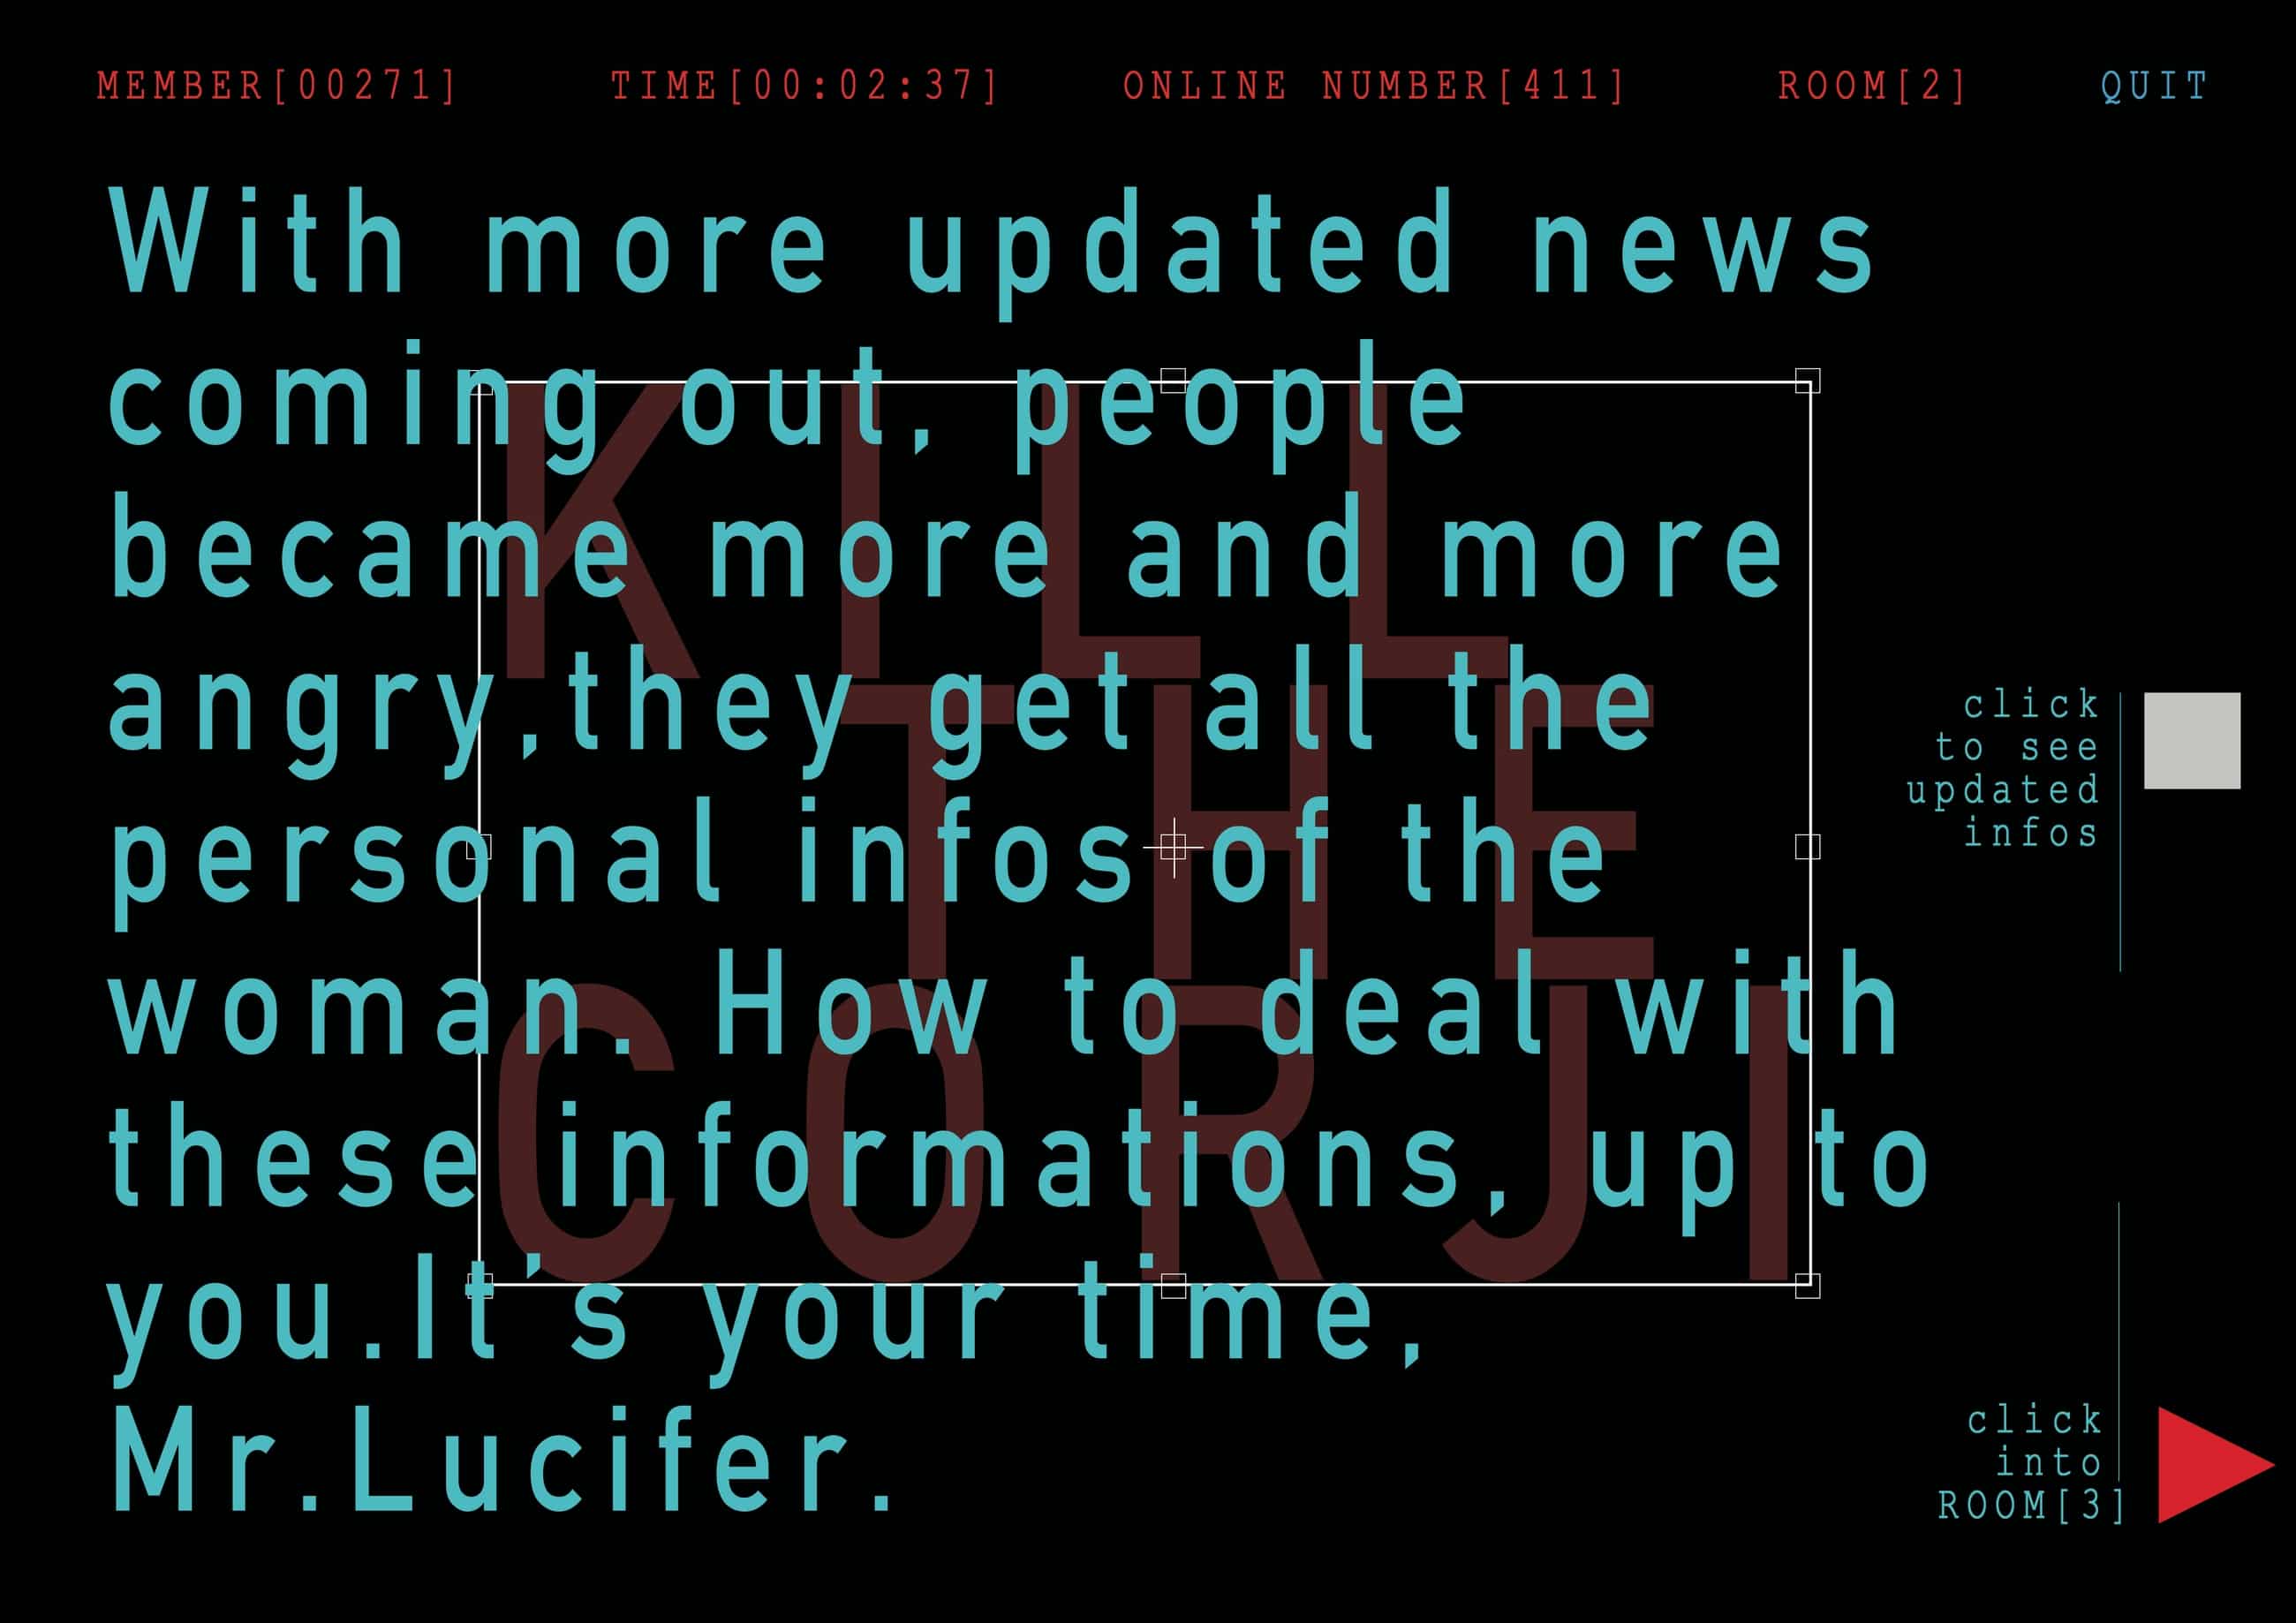 MEMBER[00271] TIME[00:02:37] ONLINE NUMBER[411] ROOM[2] QUIT
With more updated news
coming out, people
became more and more
angry,they get all the
personal infos of the
woman. How to deal with
these informations, up to
you.It's your time,
Mr.Lucifer.
KILL
THE
CORJI
click
to see
updated
infos
click
into
ROOM[3]